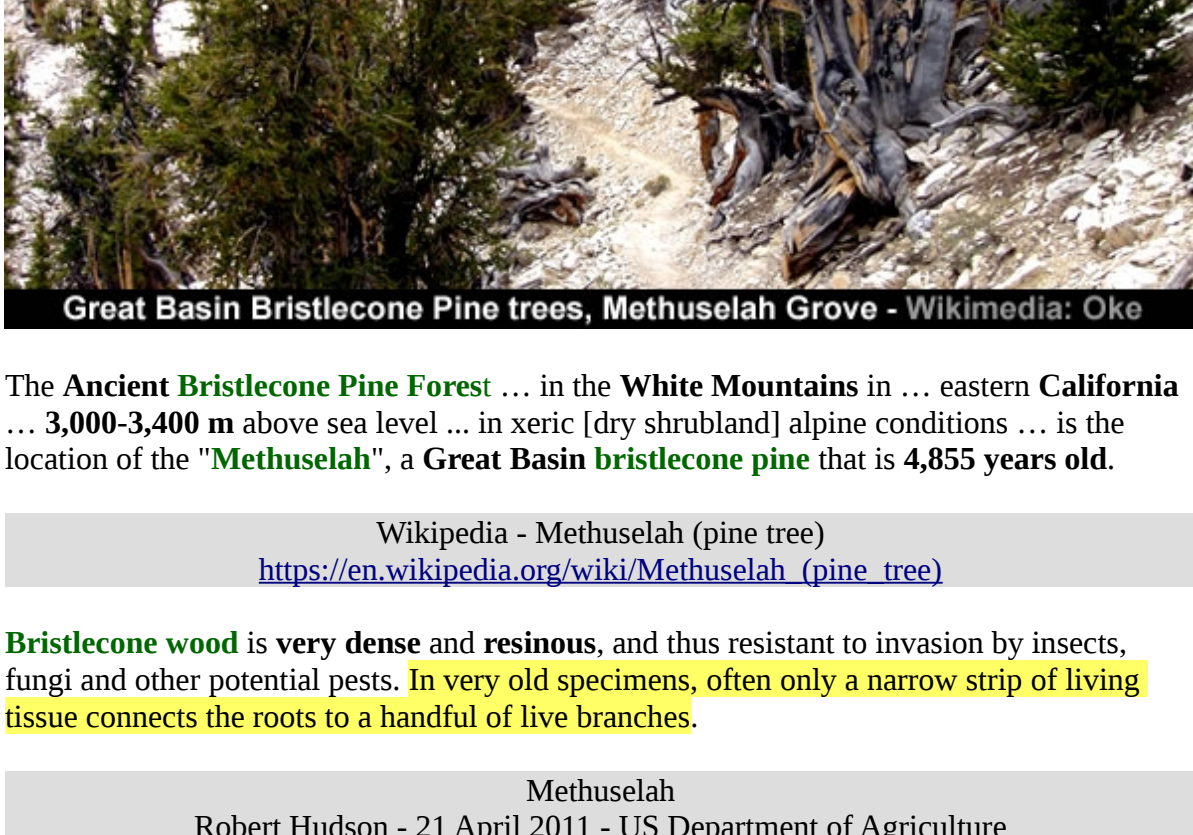 Great Basin Bristlecone Pine trees, Methuselah Grove - Wikimedia: Oke
The Ancient Bristlecone Pine Forest … in the White Mountains in … eastern California
… 3,000-3,400 m above sea level ... in xeric [dry shrubland] alpine conditions … is the
location of the "Methuselah", a Great Basin bristlecone pine that is 4,855 years old.
Wikipedia - Methuselah (pine tree)
https://en.wikipedia.org/wiki/Methuselah_(pine_tree)
Bristlecone wood is very dense and resinous, and thus resistant to invasion by insects,
fungi and other potential pests. In very old specimens, often only a narrow strip of living
tissue connects the roots to a handful of live branches.
Methuselah
Robert Hudson - 21 April 2011 - US Department of Agriculture